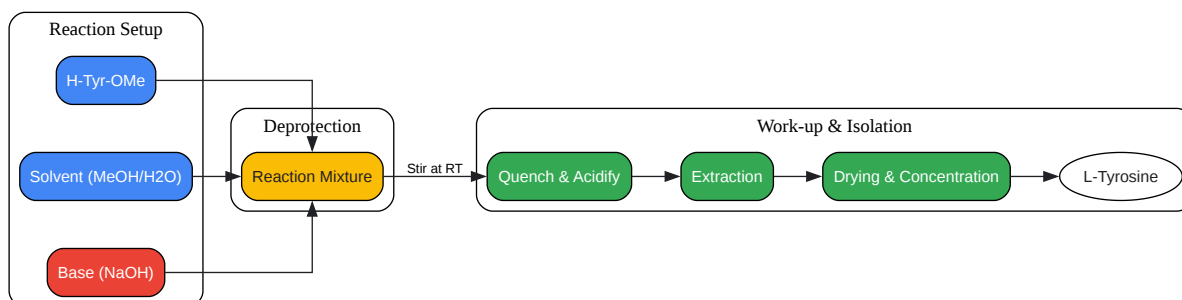 Reaction Setup
H-Tyr-OMe
Solvent (MeOH/H2O)
Base (NaOH)
Deprotection
Reaction Mixture
Stir at RT
Work-up & Isolation
Quench & Acidify
Extraction
Drying & Concentration
L-Tyrosine